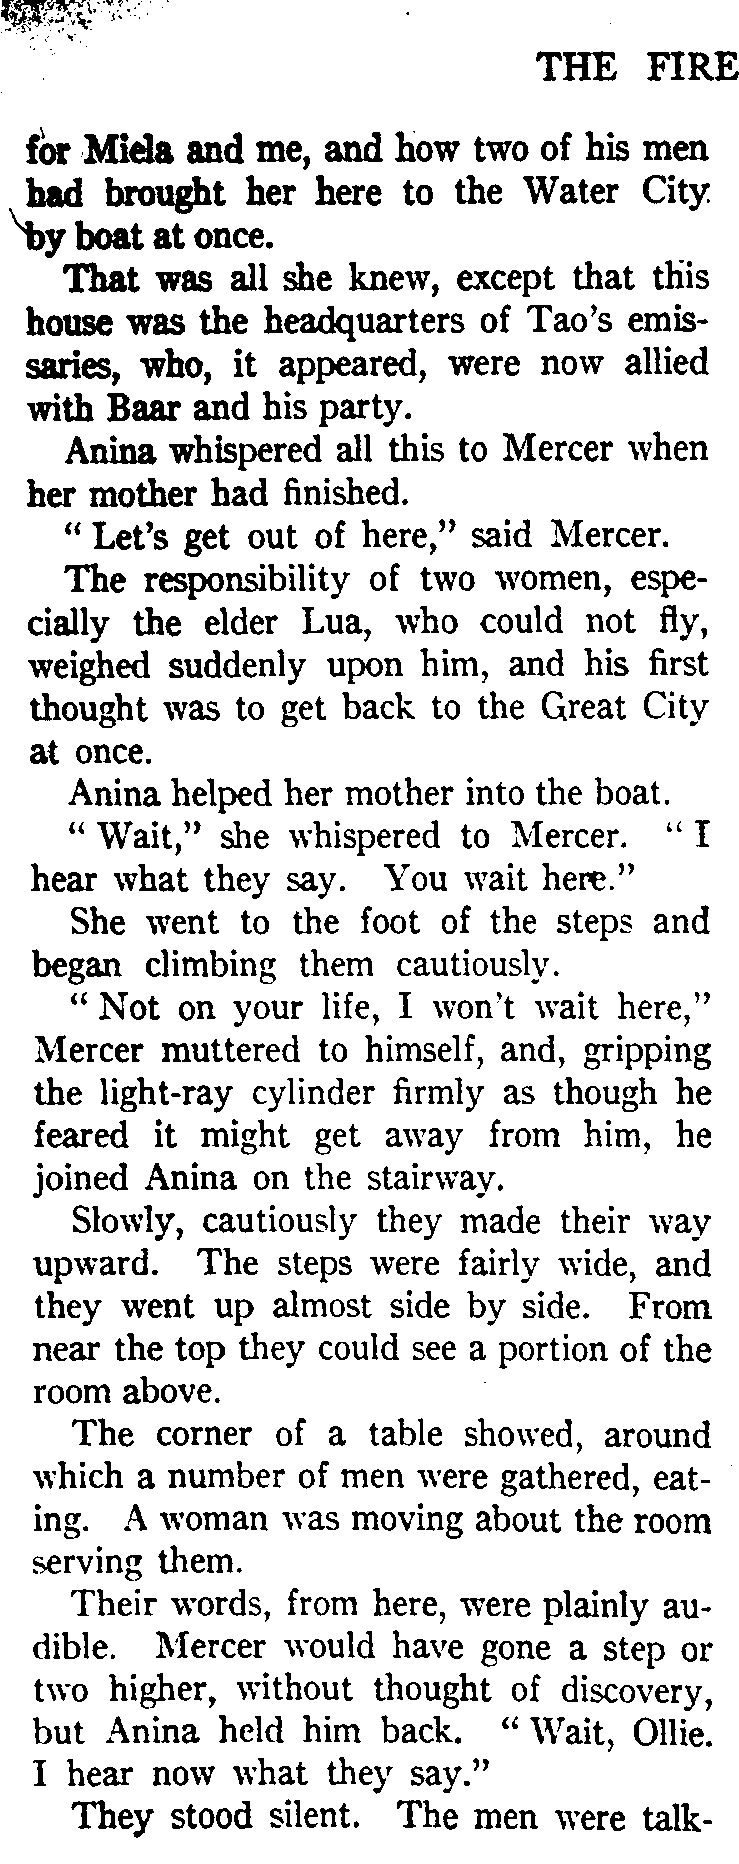 THE FIRE
for Miela and me, and how two of his men
had brought her here to the Water City
by boat at once.
That was all she knew, except that this
house was the headquarters of Tao's emis-
saries, who, it appeared, were now allied
with Baar and his party.
Anina whispered all this to Mercer when
her mother had finished.
" Let's get out of here," said Mercer.
The responsibility of two women, espe-
cially the elder Lua, who could not fly,
weighed suddenly upon him, and his first
thought was to get back to the Great City
at once.
Anina helped her mother into the boat.
" Wait," she whispered to Mercer. " I
hear what they say. You wait here."
She went to the foot of the steps and
began climbing them cautiously.
" Not on your life, I won't wait here,"
Mercer muttered to himself, and, gripping
the light-ray cylinder firmly as though he
feared it might get away from him, he
joined Anina on the stairway.
Slowly, cautiously they made their way
upward. The steps were fairly wide, and
they went up almost side by side. From
near the top they could see a portion of the
room above.
The corner of a table showed, around
which a number of men were gathered, eat-
ing. A woman was moving about the room
serving them.
Their words, from here, were plainly au-
dible. Mercer would have gone a step or
two higher, without thought of discovery,
but Anina held him back. " Wait, Ollie.
I hear now what they say."
They stood silent. The men were talk-